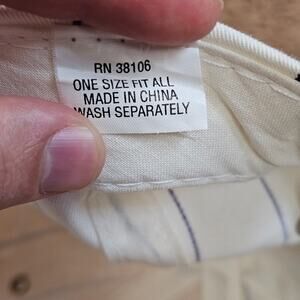 RN 38106
ONE SIZE FIT ALL
MADE IN CHINA
WASH SEPARATELY